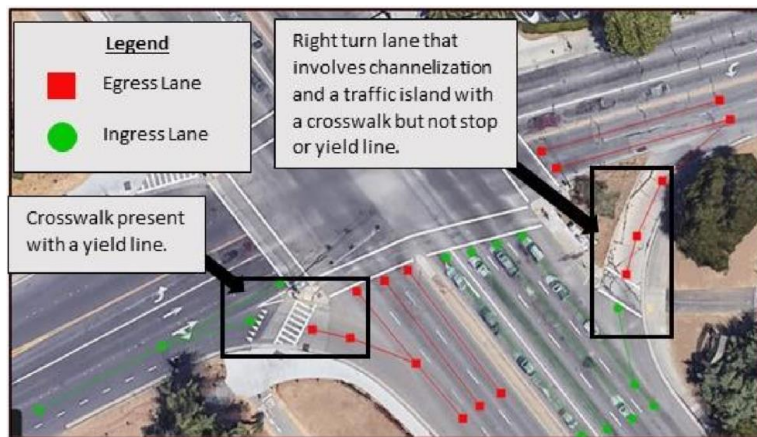 Legend
Egress Lane
Ingress Lane
Right turn lane that
involves channelization
and a traffic island with
a crosswalk but not stop
or yield line.
Crosswalk present
with a yield line.